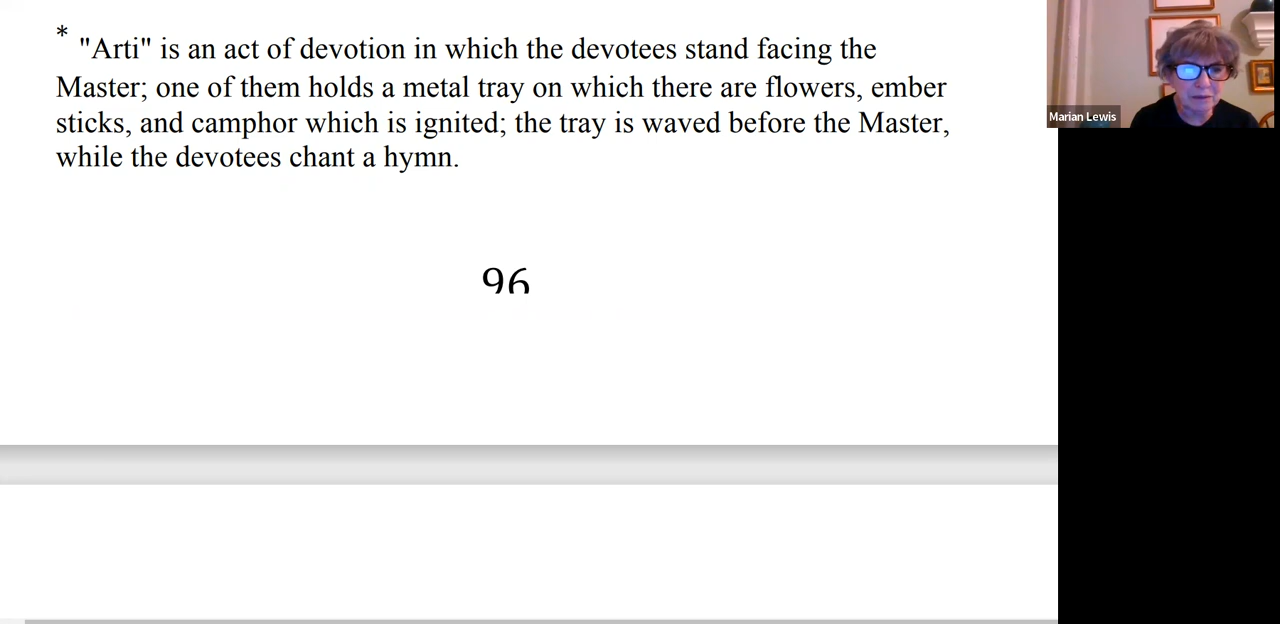 * "Arti" is an act of devotion in which the devotees stand facing the
Master; one of them holds a metal tray on which there are flowers, ember
sticks, and camphor which is ignited; the tray is waved before the Master,
while the devotees chant a hymn.
96
Marian Lewis